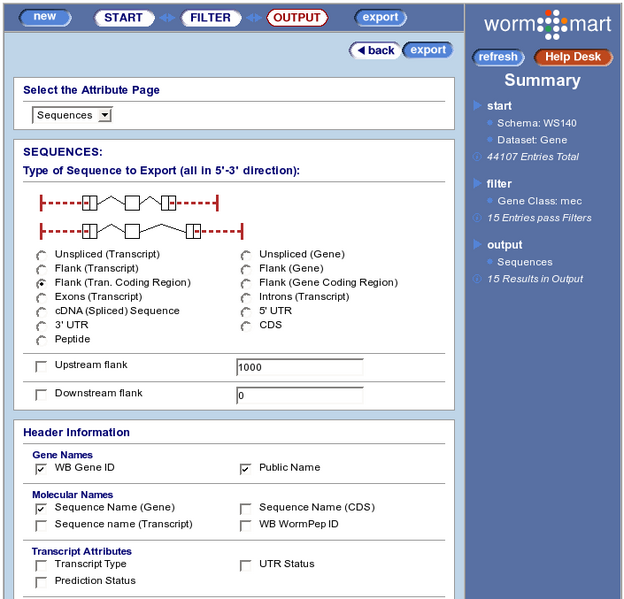 new START FILTER OUTPUT export
back export
Select the Attribute Page
Sequences
SEQUENCES:
Type of Sequence to Export (all in 5'-3' direction):
Unspliced (Transcript) Unspliced (Gene)
Flank (Transcript) Flank (Gene)
Flank (Tran. Coding Region) Flank (Gene Coding Region)
Exons (Transcript) Introns (Transcript)
cDNA (Spliced) Sequence 5' UTR
3' UTR CDS
Peptide
Upstream flank 1000
Downstream flank 0
Header Information
Gene Names
WB Gene ID Public Name
Molecular Names
Sequence Name (Gene) Sequence Name (CDS)
Sequence name (Transcript) WB WormPep ID
Transcript Attributes
Transcript Type UTR Status
Prediction Status
worm mart
refresh Help Desk
Summary
start
Schema: WS140
Dataset: Gene
44107 Entries Total
filter
Gene Class: mec
15 Entries pass Filters
output
Sequences
15 Results in Output